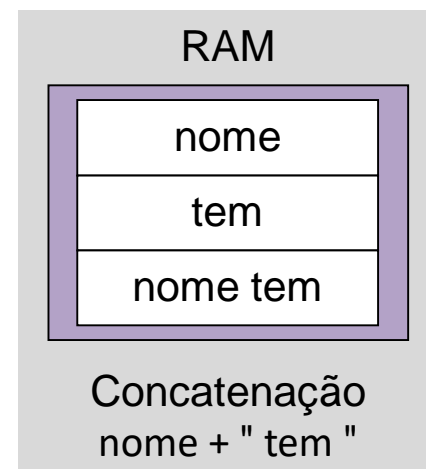 RAM
nome
tem
nome tem
Concatenação
nome + " tem "